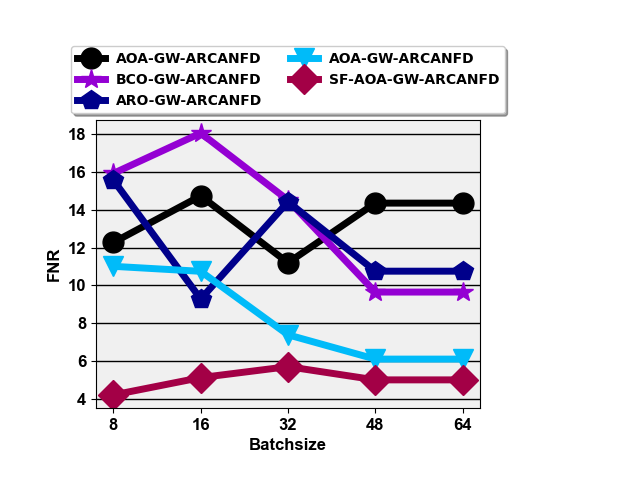 AOA-GW-ARCANFD
AOA-GW-ARCANFD
BCO-GW-ARCANFD
SF-AOA-GW-ARCANFD
ARO-GW-ARCANFD
18
16
14
12
10
8
6
4
FNR
8 16 32 48 64
Batchsize